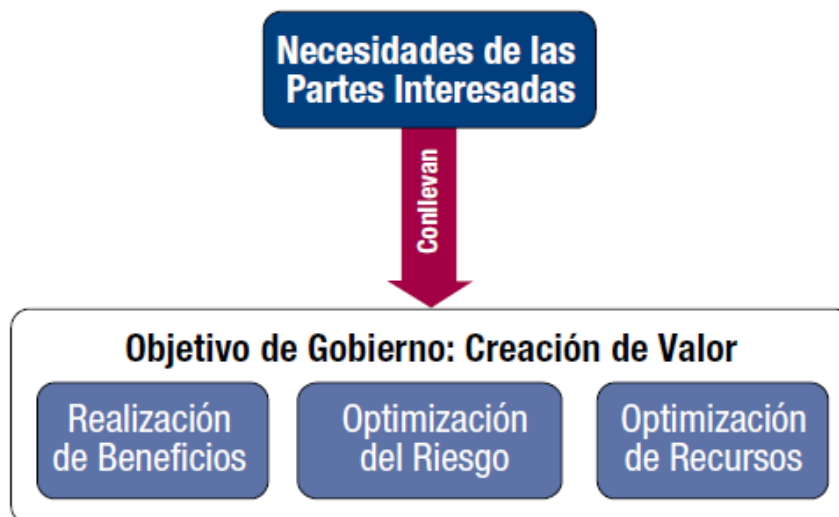 Necesidades de las
Partes Interesadas
Conllevan
Objetivo de Gobierno: Creación de Valor
Realización
de Beneficios
Optimización
del Riesgo
Optimización
de Recursos